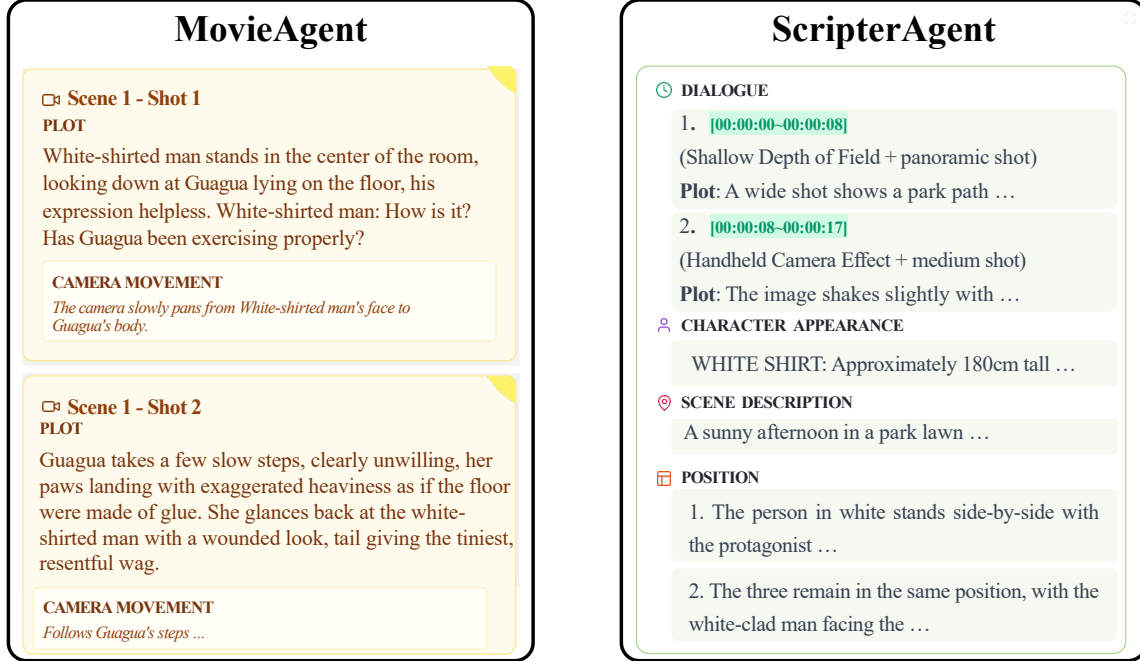 MovieAgent
Scene 1 - Shot 1
PLOT
White-shirted man stands in the center of the room,
looking down at Guagua lying on the floor, his
expression helpless. White-shirted man: How is it?
Has Guagua been exercising properly?
CAMERA MOVEMENT
The camera slowly pans from White-shirted man's face to
Guagua's body.
Scene 1 - Shot 2
PLOT
Guagua takes a few slow steps, clearly unwilling, her
paws landing with exaggerated heaviness as if the floor
were made of glue. She glances back at the white-
shirted man with a wounded look, tail giving the tiniest,
resentful wag.
CAMERA MOVEMENT
Follows Guagua's steps ...
ScripterAgent
DIALOGUE
1. [00:00:00~00:00:08]
(Shallow Depth of Field + panoramic shot)
Plot: A wide shot shows a park path …
2. [00:00:08~00:00:17]
(Handheld Camera Effect + medium shot)
Plot: The image shakes slightly with …
CHARACTER APPEARANCE
WHITE SHIRT: Approximately 180cm tall …
SCENE DESCRIPTION
A sunny afternoon in a park lawn …
POSITION
1. The person in white stands side-by-side with
the protagonist …
2. The three remain in the same position, with the
white-clad man facing the …